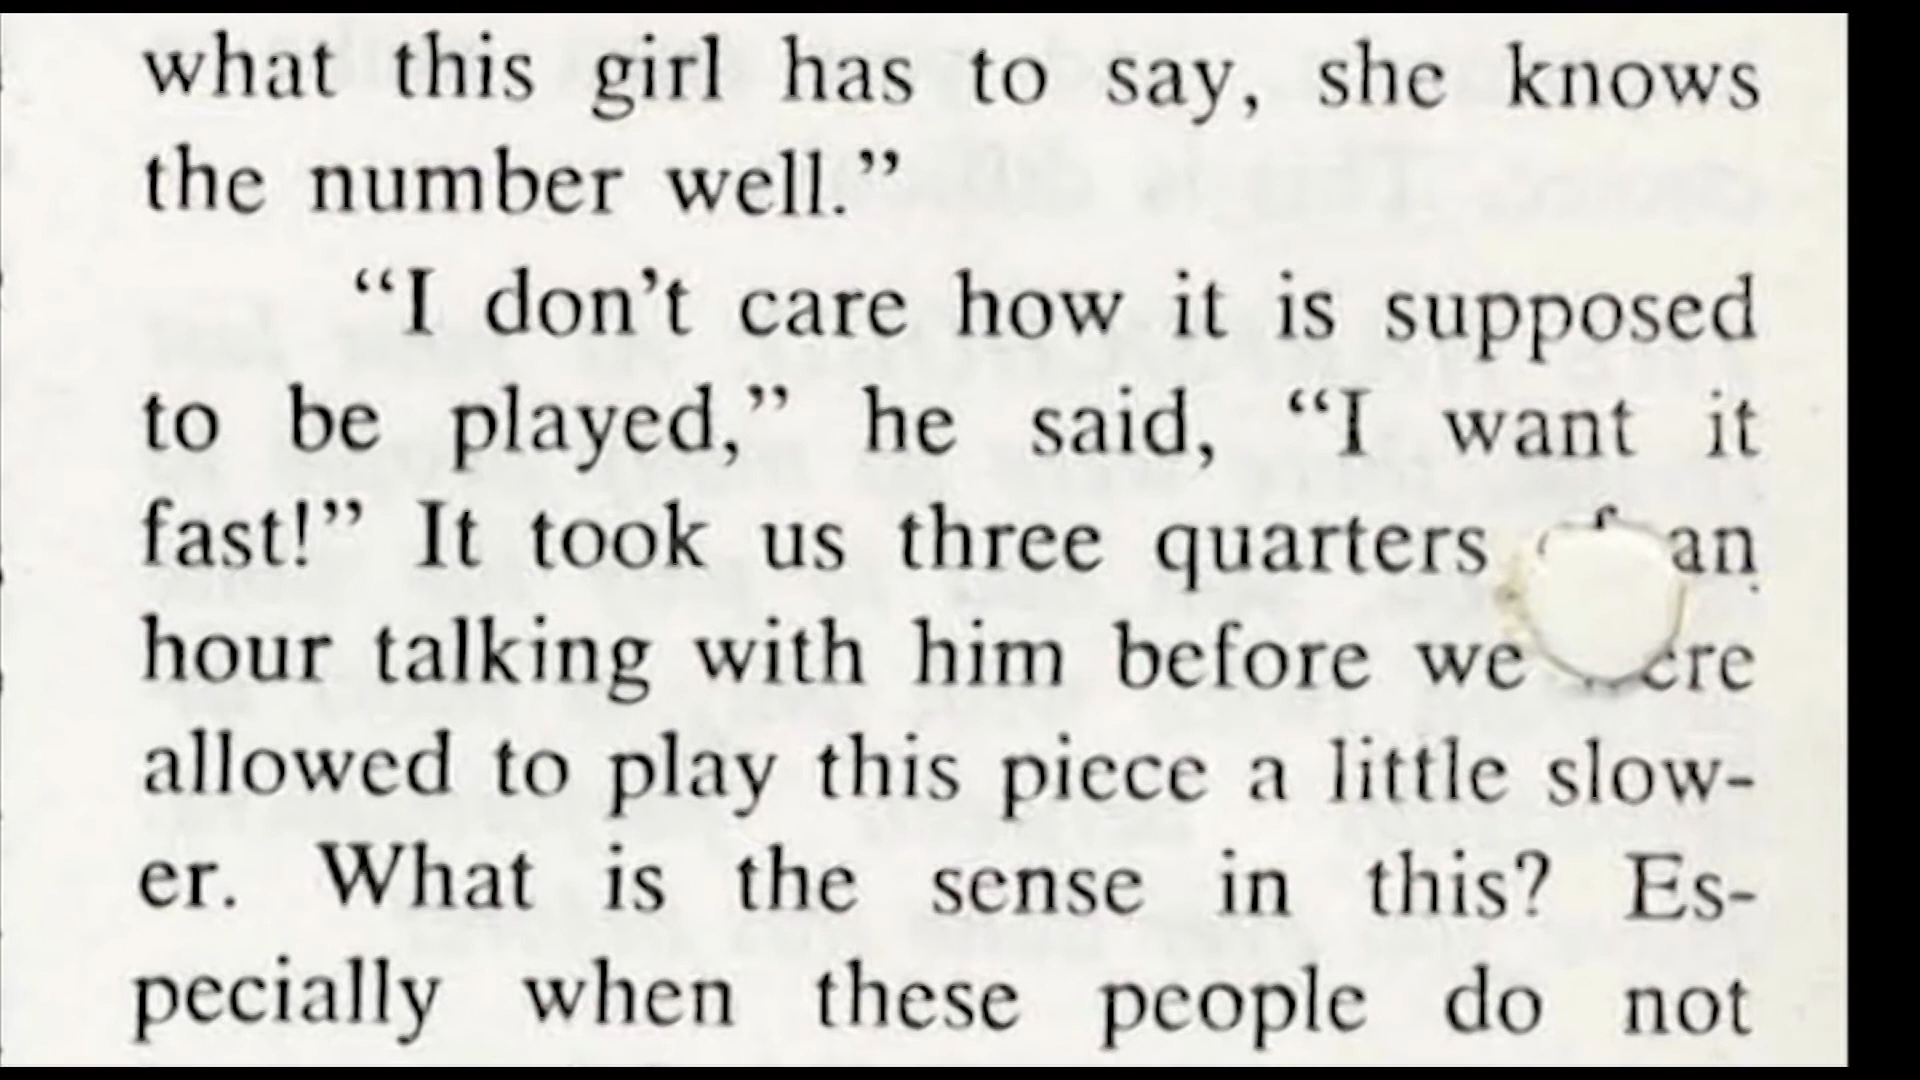 what this girl has to say, she knows
the number well.”
“I don’t care how it is supposed
to be played,” he said, “I want it
fast!” It took us three quarters of an
hour talking with him before we were
allowed to play this piece a little slow-
er. What is the sense in this? Es-
pecially when these people do not